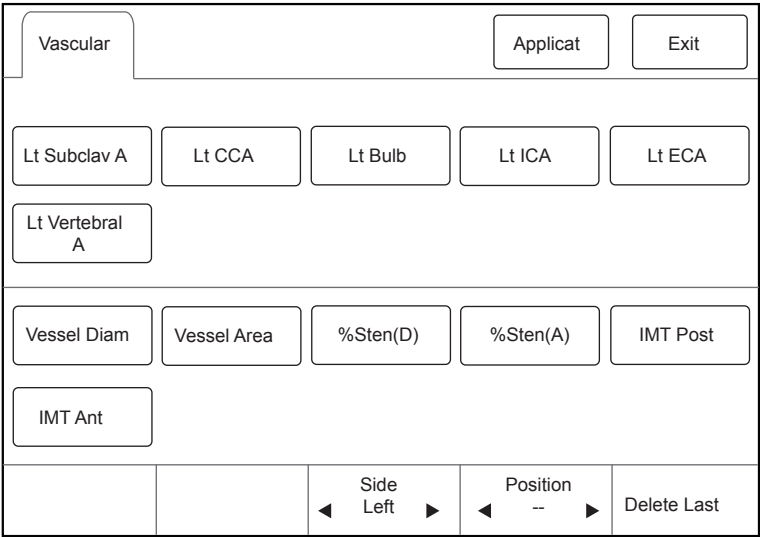 Vascular
Applicat
Exit
Lt Subclav A
Lt CCA
Lt Bulb
Lt ICA
Lt ECA
Lt Vertebral
A
Vessel Diam
Vessel Area
%Sten(D)
%Sten(A)
IMT Post
IMT Ant
Side
Left
Position
--
Delete Last